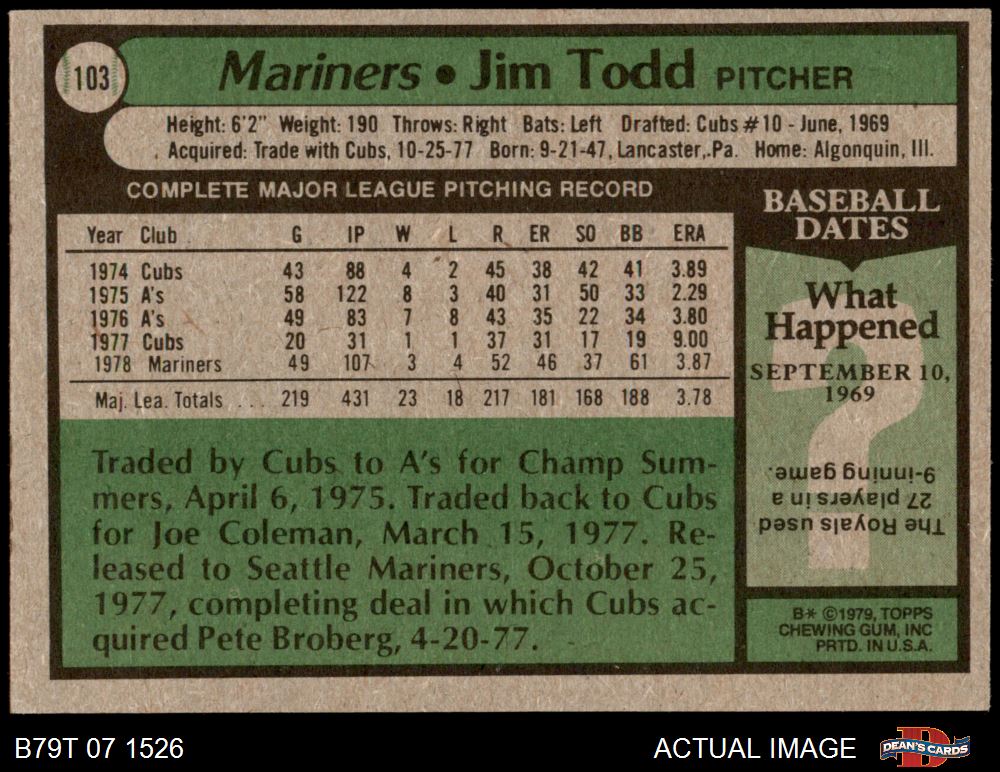 103
Mariners • Jim Todd PITCHER
Height: 6'2" Weight: 190 Throws: Right Bats: Left Drafted: Cubs #10 - June, 1969
Acquired: Trade with Cubs, 10-25-77 Born: 9-21-47, Lancaster, Pa. Home: Algonquin, Ill.
COMPLETE MAJOR LEAGUE PITCHING RECORD
Year Club G IP W L R ER SO BB ERA
1974 Cubs 43 88 4 2 45 38 42 41 3.89
1975 A's 58 122 8 3 40 31 50 33 2.29
1976 A's 49 83 7 8 43 35 22 34 3.80
1977 Cubs 20 31 1 1 37 31 17 19 9.00
1978 Mariners 49 107 3 4 52 46 37 61 3.87
Maj. Lea. Totals ... 219 431 23 18 217 181 168 188 3.78
Traded by Cubs to A's for Champ Sum-
mers, April 6, 1975. Traded back to Cubs
for Joe Coleman, March 15, 1977. Re-
leased to Seattle Mariners, October 25,
1977, completing deal in which Cubs ac-
quired Pete Broberg, 4-20-77.
BASEBALL
DATES
What
Happened
SEPTEMBER 10,
1969
?
The Royals used
27 players in a
9-inning game.
B* ©1979, TOPPS
CHEWING GUM, INC
PRTD. IN U.S.A.
B79T 07 1526
ACTUAL IMAGE
D
DEAN'S CARDS